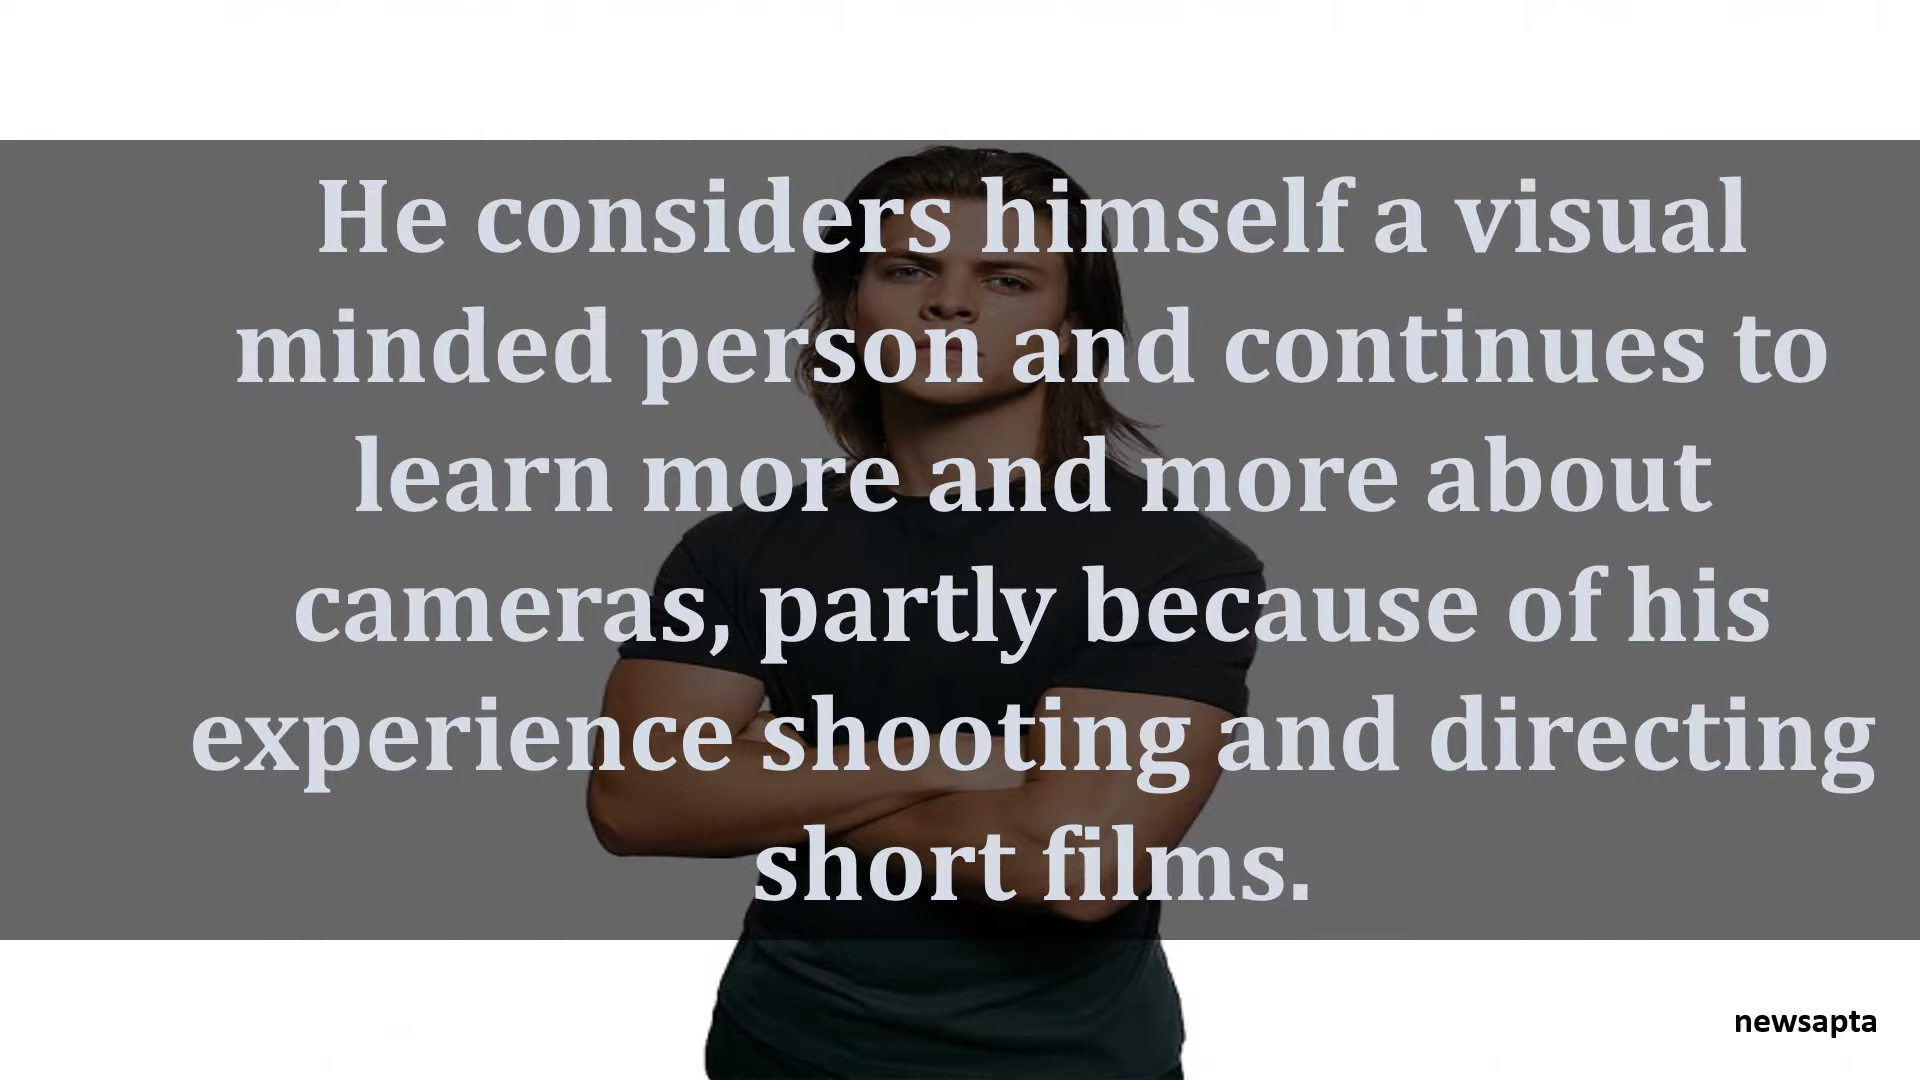 He considers himself a visual
minded person and continues to
learn more and more about
cameras, partly because of his
experience shooting and directing
short films.
newsapta